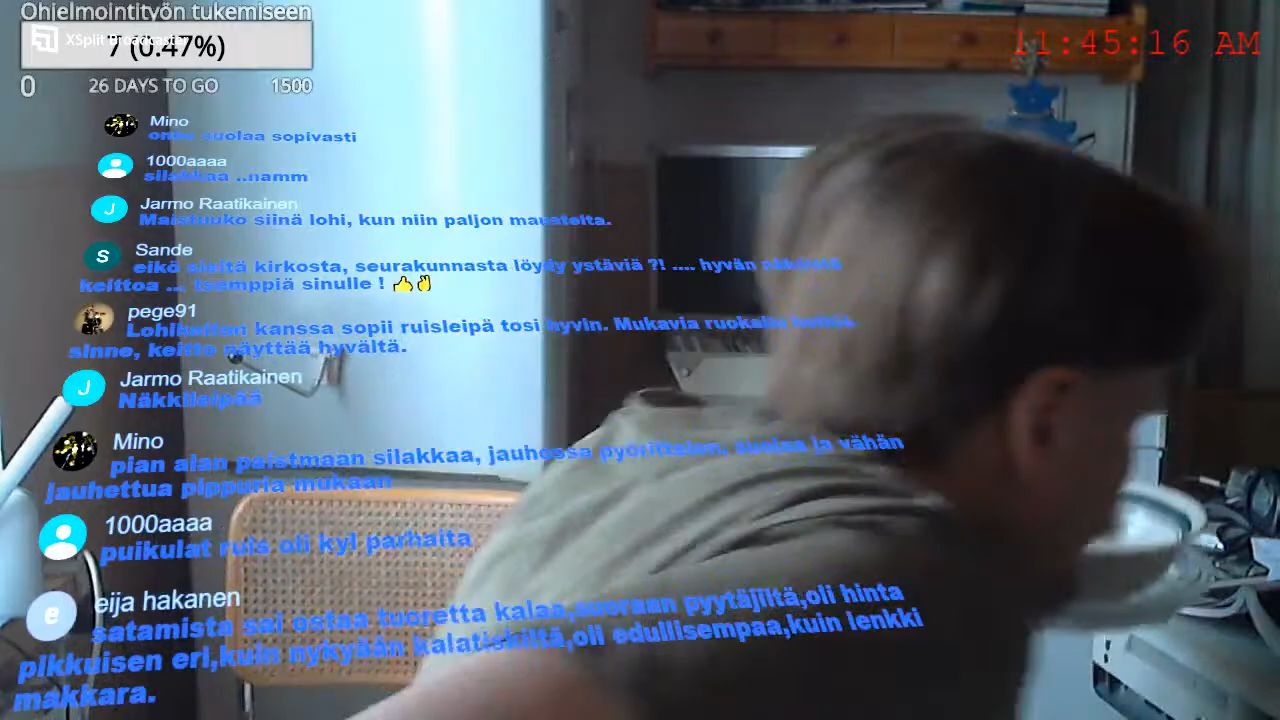 Ohjelmointityön tukemiseen
XSplit Broadcaster
7 (0.47%)
11:45:16 AM
0 26 DAYS TO GO 1500
Mino
onko suolaa sopivasti
1000aaaa
silakkaa ..namm
Jarmo Raatikainen
Maistuuko siinä lohi, kun niin paljon mausteita.
Sande
eikö sieltä kirkosta, seurakunnasta löydy ystäviä ?! .... hyvän näköistä
keittoa ... tsemppiä sinulle ! 👍✌
pege91
Lohikeiton kanssa sopii ruisleipä tosi hyvin. Mukavia ruokailu hetkiä
sinne, keitto näyttää hyvältä.
Jarmo Raatikainen
Näkkileipää
Mino
pian alan paistmaan silakkaa, jauhossa pyörittelen. suolaa ja vähän
jauhettua pippuria mukaan
1000aaaa
puikulat ruis oli kyl parhaita
eija hakanen
satamista sai ostaa tuoretta kalaa,suoraan pyytäjiltä,oli hinta
pikkuisen eri,kuin nykyään kalatiskiltä,oli edullisempaa,kuin lenkki
makkara.